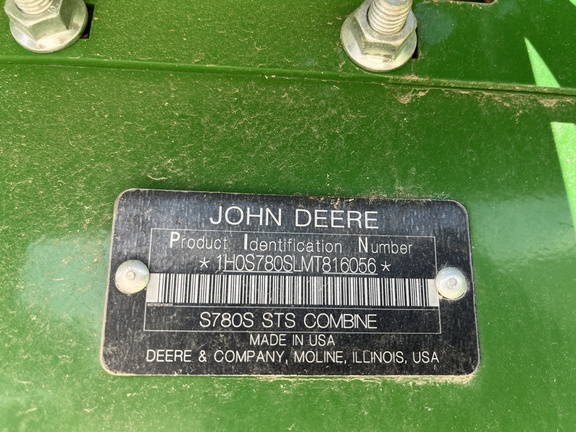 JOHN DEERE
Product Identification Number
*1H0S780SLMT816056*
S780S STS COMBINE
MADE IN USA
DEERE & COMPANY, MOLINE, ILLINOIS, USA